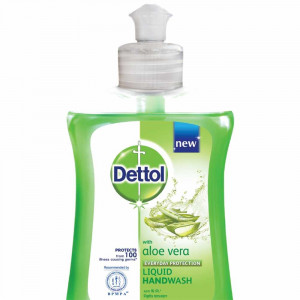 new
Dettol
with
aloe vera
EVERYDAY PROTECTION
LIQUID
HANDWASH
PROTECTS
from 100
illness causing germs*
Recommended by